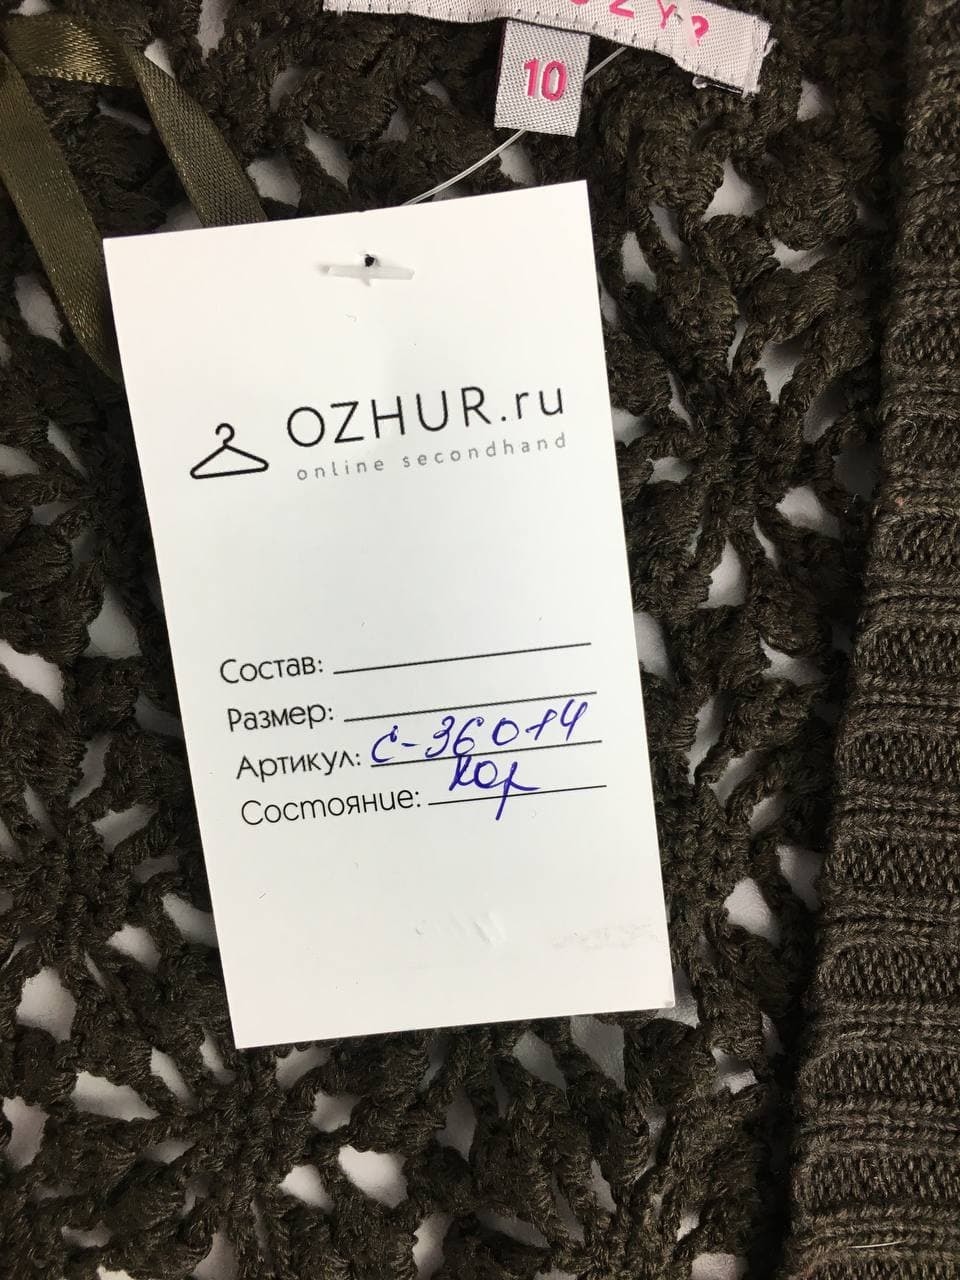 10
OZHUR.ru
online secondhand
Состав:
Размер:
Артикул: С-36014
Состояние: хор